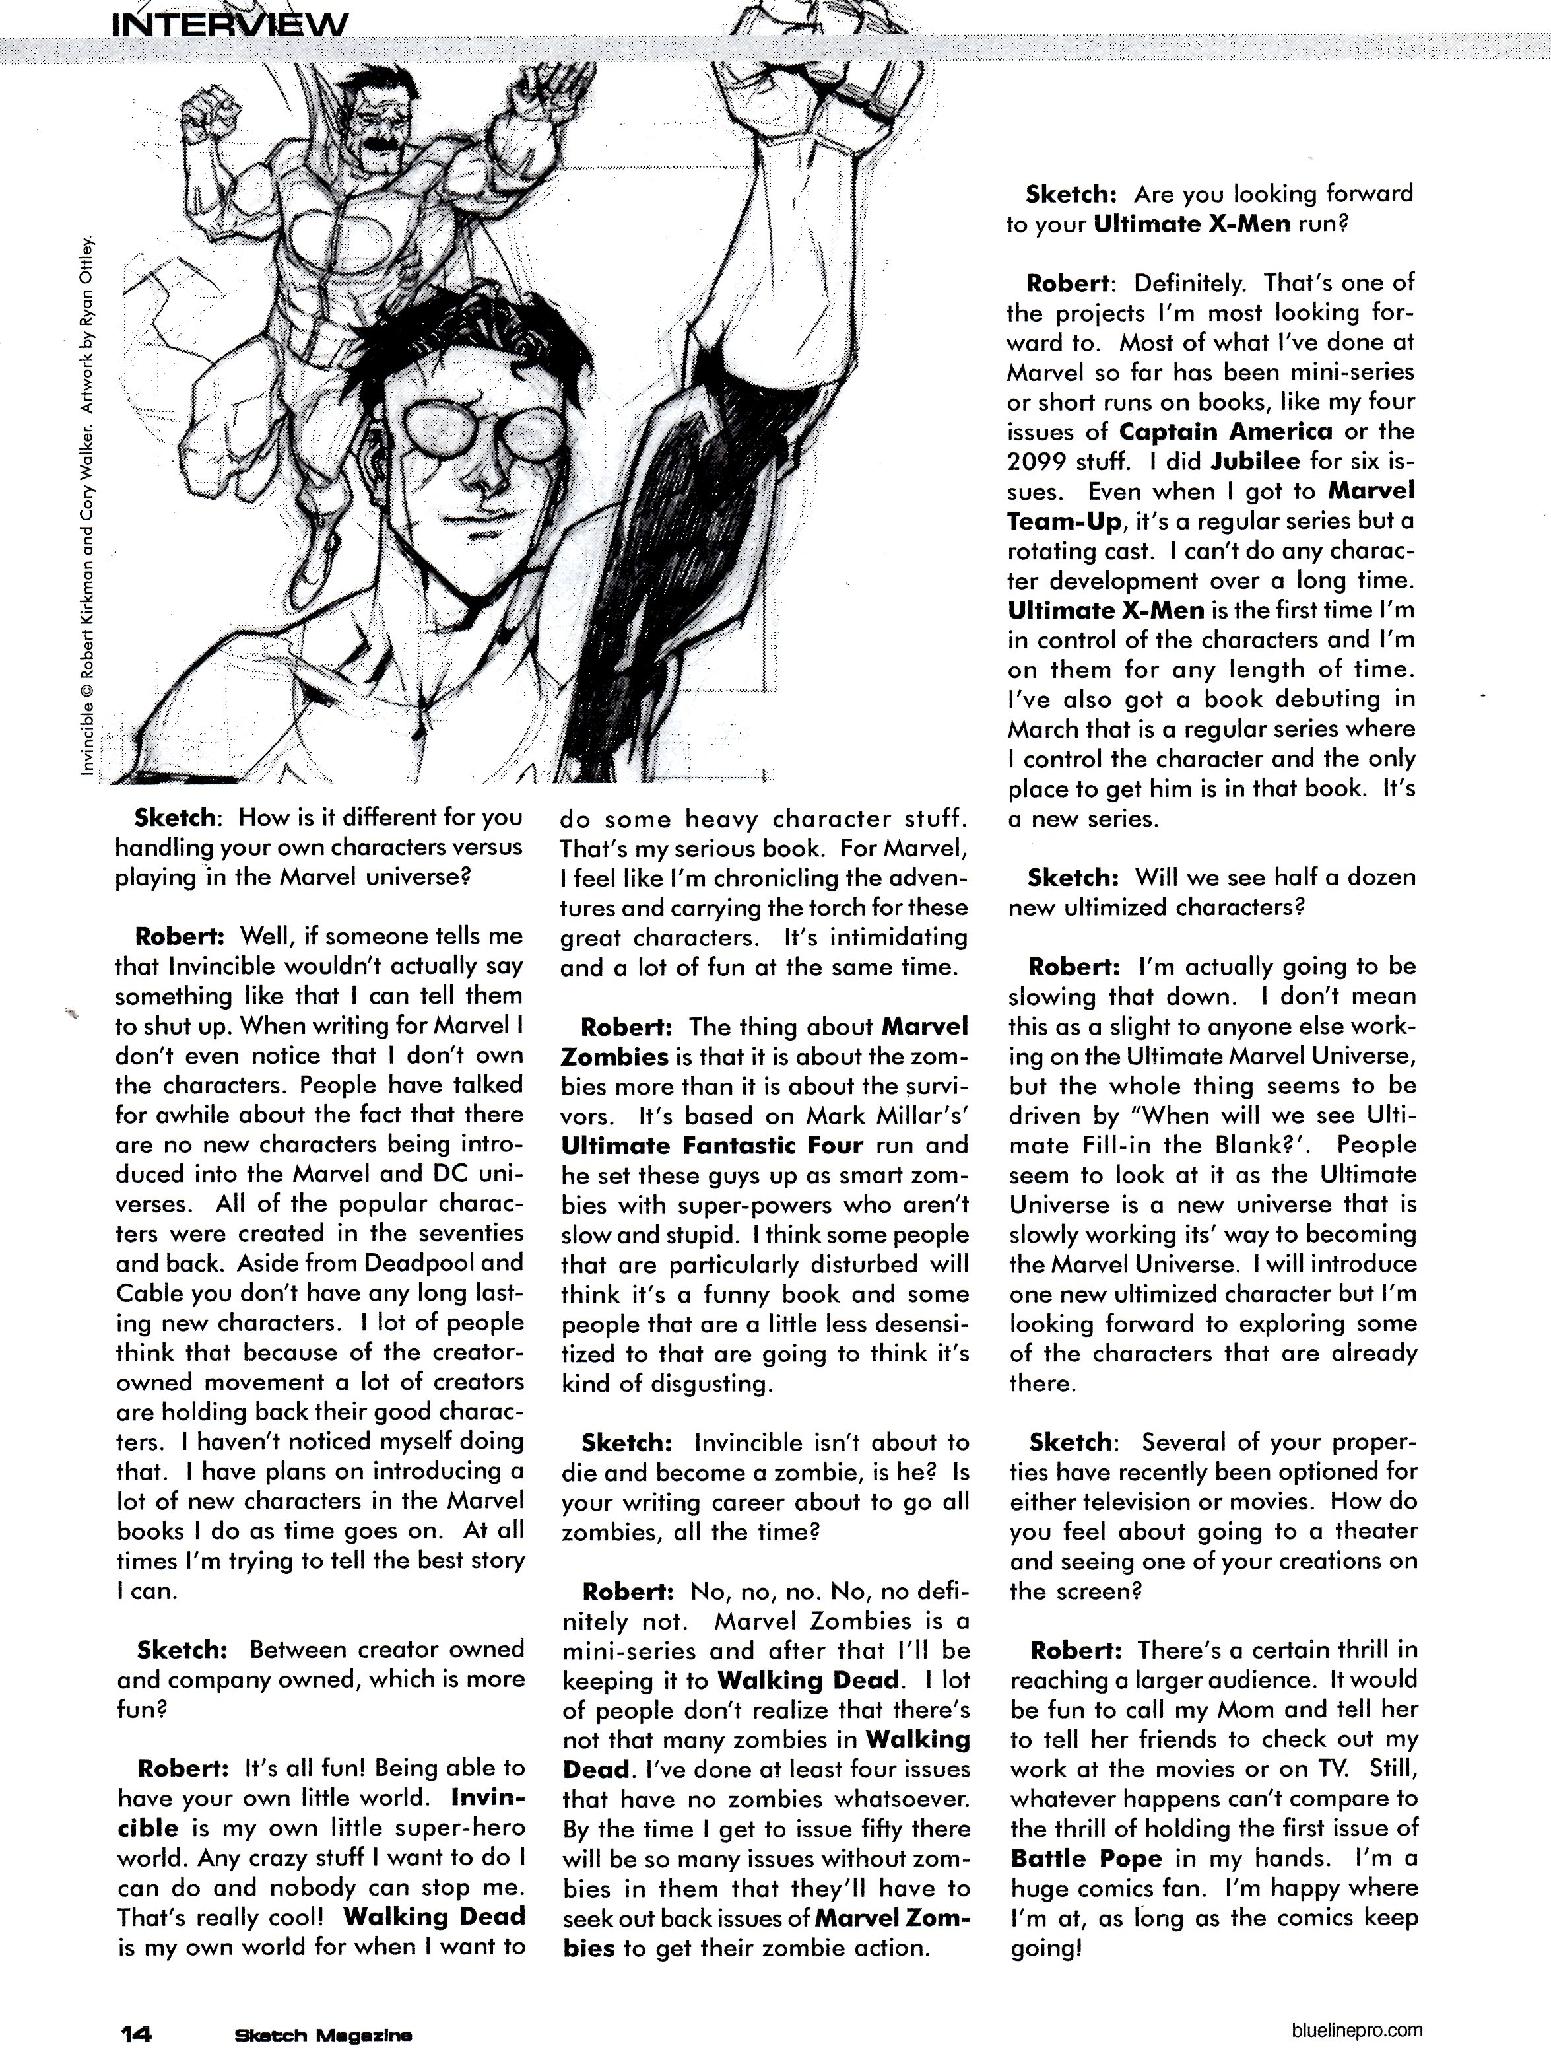 INTERVIEW
Invincible © Robert Kirkman and Cory Walker. Artwork by Ryan Ottley.
Sketch: How is it different for you
handling your own characters versus
playing in the Marvel universe?
Robert: Well, if someone tells me
that Invincible wouldn't actually say
something like that I can tell them
to shut up. When writing for Marvel I
don't even notice that I don't own
the characters. People have talked
for awhile about the fact that there
are no new characters being intro-
duced into the Marvel and DC uni-
verses. All of the popular charac-
ters were created in the seventies
and back. Aside from Deadpool and
Cable you don't have any long last-
ing new characters. I lot of people
think that because of the creator-
owned movement a lot of creators
are holding back their good charac-
ters. I haven't noticed myself doing
that. I have plans on introducing a
lot of new characters in the Marvel
books I do as time goes on. At all
times I'm trying to tell the best story
I can.
Sketch: Between creator owned
and company owned, which is more
fun?
Robert: It's all fun! Being able to
have your own little world. Invin-
cible is my own little super-hero
world. Any crazy stuff I want to do I
can do and nobody can stop me.
That's really cool! Walking Dead
is my own world for when I want to
do some heavy character stuff.
That's my serious book. For Marvel,
I feel like I'm chronicling the adven-
tures and carrying the torch for these
great characters. It's intimidating
and a lot of fun at the same time.
Robert: The thing about Marvel
Zombies is that it is about the zom-
bies more than it is about the survi-
vors. It's based on Mark Millar's'
Ultimate Fantastic Four run and
he set these guys up as smart zom-
bies with super-powers who aren't
slow and stupid. I think some people
that are particularly disturbed will
think it's a funny book and some
people that are a little less desensi-
tized to that are going to think it's
kind of disgusting.
Sketch: Invincible isn't about to
die and become a zombie, is he? Is
your writing career about to go all
zombies, all the time?
Robert: No, no, no. No, no defi-
nitely not. Marvel Zombies is a
mini-series and after that I'll be
keeping it to Walking Dead. I lot
of people don't realize that there's
not that many zombies in Walking
Dead. I've done at least four issues
that have no zombies whatsoever.
By the time I get to issue fifty there
will be so many issues without zom-
bies in them that they'll have to
seek out back issues of Marvel Zom-
bies to get their zombie action.
Sketch: Are you looking forward
to your Ultimate X-Men run?
Robert: Definitely. That's one of
the projects I'm most looking for-
ward to. Most of what I've done at
Marvel so far has been mini-series
or short runs on books, like my four
issues of Captain America or the
2099 stuff. I did Jubilee for six is-
sues. Even when I got to Marvel
Team-Up, it's a regular series but a
rotating cast. I can't do any charac-
ter development over a long time.
Ultimate X-Men is the first time I'm
in control of the characters and I'm
on them for any length of time.
I've also got a book debuting in
March that is a regular series where
I control the character and the only
place to get him is in that book. It's
a new series.
Sketch: Will we see half a dozen
new ultimized characters?
Robert: I'm actually going to be
slowing that down. I don't mean
this as a slight to anyone else work-
ing on the Ultimate Marvel Universe,
but the whole thing seems to be
driven by "When will we see Ulti-
mate Fill-in the Blank?'. People
seem to look at it as the Ultimate
Universe is a new universe that is
slowly working its' way to becoming
the Marvel Universe. I will introduce
one new ultimized character but I'm
looking forward to exploring some
of the characters that are already
there.
Sketch: Several of your proper-
ties have recently been optioned for
either television or movies. How do
you feel about going to a theater
and seeing one of your creations on
the screen?
Robert: There's a certain thrill in
reaching a larger audience. It would
be fun to call my Mom and tell her
to tell her friends to check out my
work at the movies or on TV. Still,
whatever happens can't compare to
the thrill of holding the first issue of
Battle Pope in my hands. I'm a
huge comics fan. I'm happy where
I'm at, as long as the comics keep
going!
14 Sketch Magazine bluelinepro.com